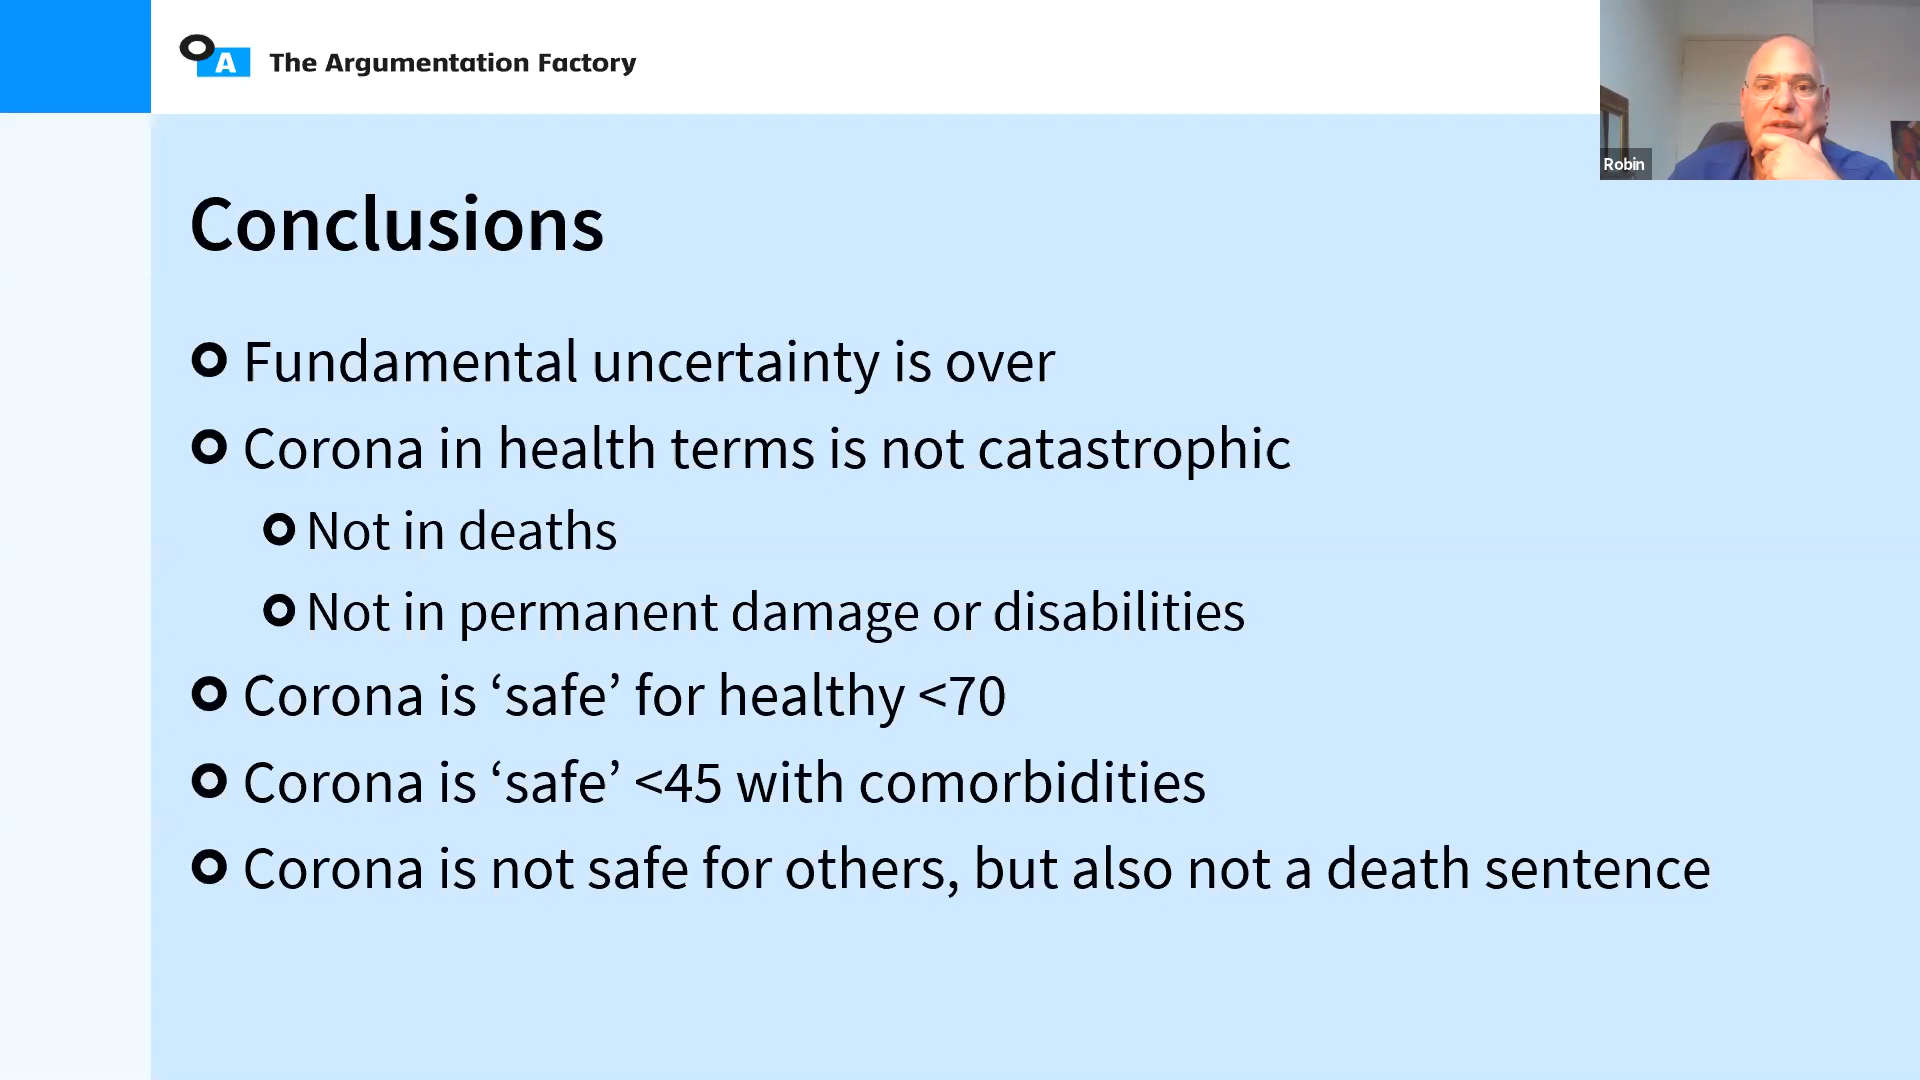 A The Argumentation Factory
Robin
Conclusions
Fundamental uncertainty is over
Corona in health terms is not catastrophic
Not in deaths
Not in permanent damage or disabilities
Corona is ‘safe’ for healthy <70
Corona is ‘safe’ <45 with comorbidities
Corona is not safe for others, but also not a death sentence